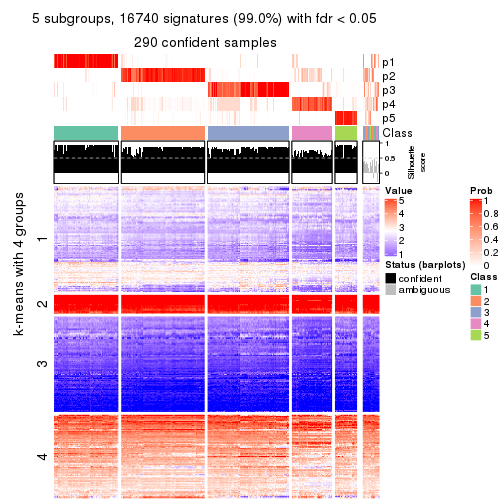 5 subgroups, 16740 signatures (99.0%) with fdr < 0.05
290 confident samples
p1
p2
p3
p4
p5
Class
1
0.5
0
Silhouette
score
k-means with 4 groups
1
2
3
4
Value
5
4
3
2
1
Status (barplots)
confident
ambiguous
Prob
1
0.8
0.6
0.4
0.2
0
Class
1
2
3
4
5